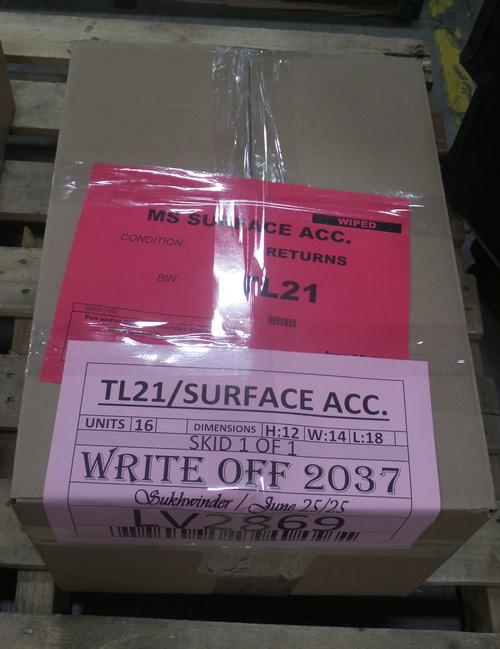 WIPED
MS SURFACE ACC.
CONDITION: RETURNS
BIN: TL21
TL21/SURFACE ACC.
UNITS 16 DIMENSIONS H:12 W:14 L:18
SKID 1 OF 1
WRITE OFF 2037
Sukhwinder / June 25/25
LV2869